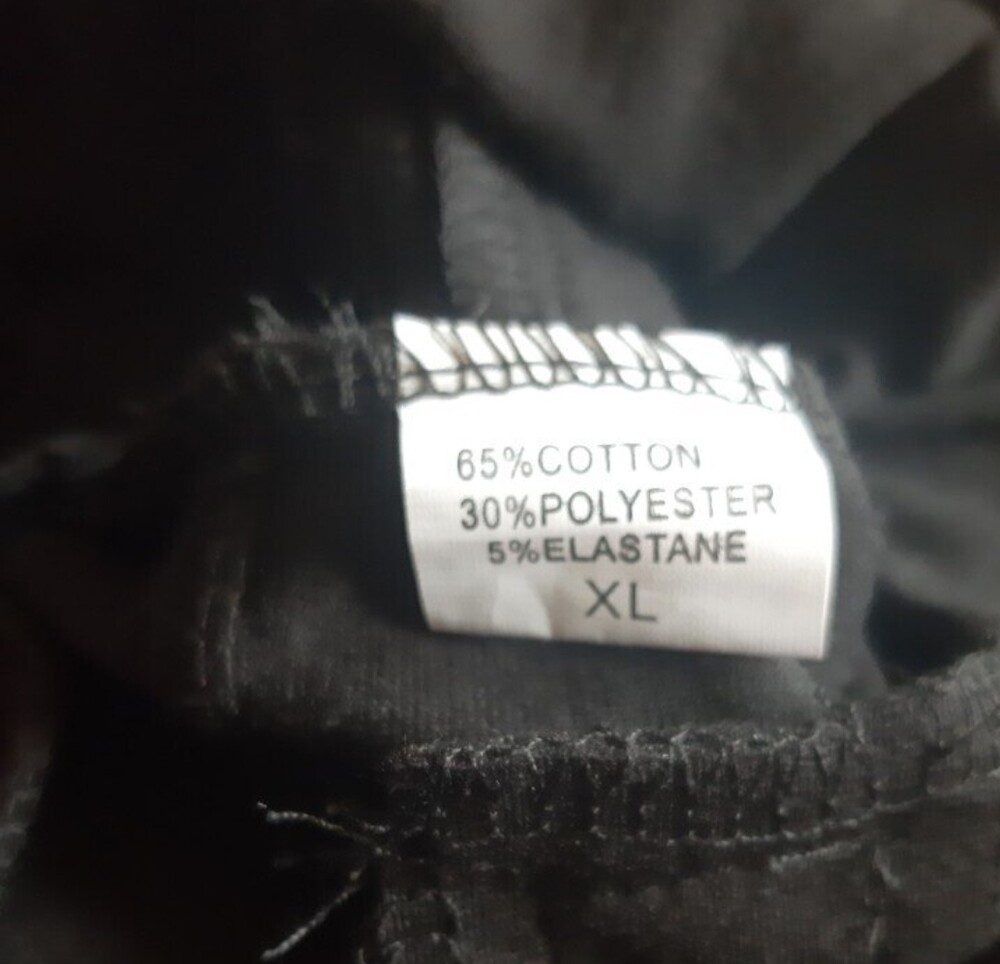 65%COTTON
30%POLYESTER
5%ELASTANE
XL